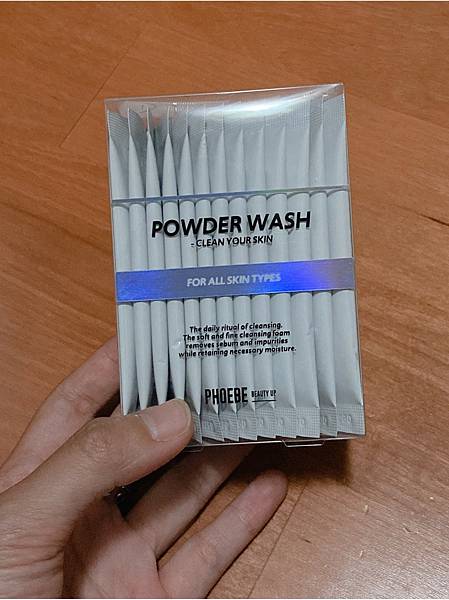 POWDER WASH
- CLEAN YOUR SKIN
FOR ALL SKIN TYPES
The daily ritual of cleansing.
The soft and fine cleansing foam
removes sebum and impurities
while retaining necessary moisture.
PHOEBE BEAUTY UP